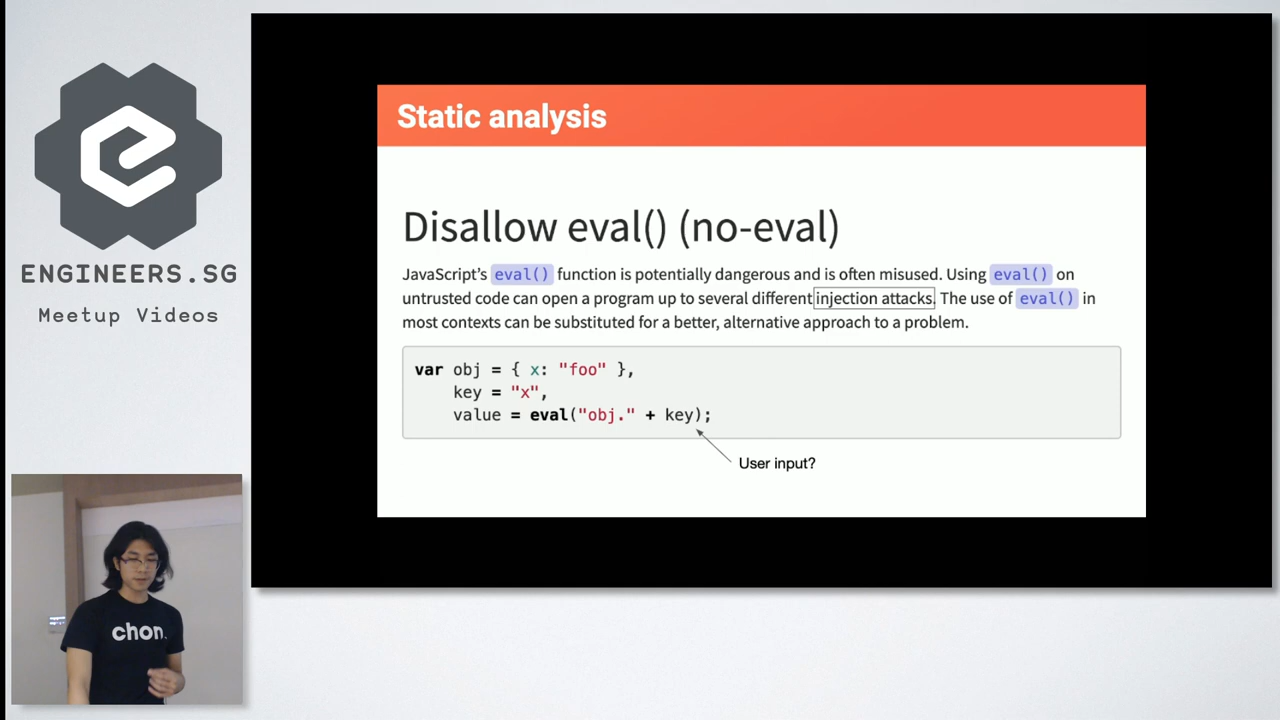 ENGINEERS.SG
Meetup Videos
Static analysis
Disallow eval() (no-eval)
JavaScript's eval() function is potentially dangerous and is often misused. Using eval() on
untrusted code can open a program up to several different injection attacks. The use of eval() in
most contexts can be substituted for a better, alternative approach to a problem.
var obj = { x: "foo" },
key = "x",
value = eval("obj." + key);
User input?
chon.